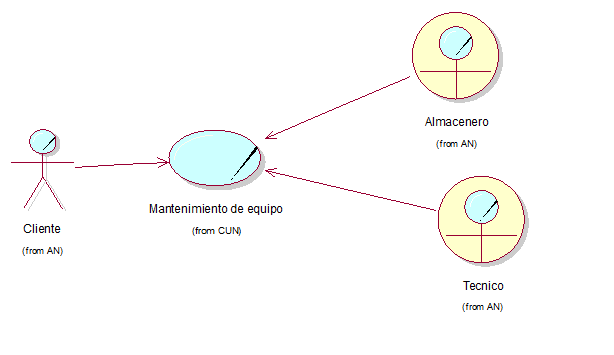 Almacenero
(from AN)
Mantenimiento de equipo
(from CUN)
Cliente
(from AN)
Tecnico
(from AN)